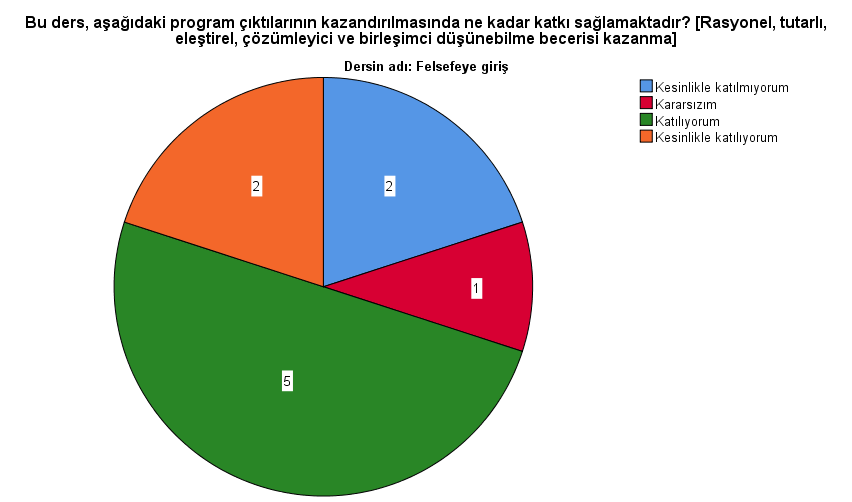 Bu ders, aşağıdaki program çıktılarının kazandırılmasında ne kadar katkı sağlamaktadır? [Rasyonel, tutarlı,
eleştirel, çözümleyici ve birleşimci düşünebilme becerisi kazanma]
Dersin adı: Felsefeye giriş
Kesinlikle katılmıyorum
Kararsızım
Katılıyorum
Kesinlikle katılıyorum
2
2
1
5